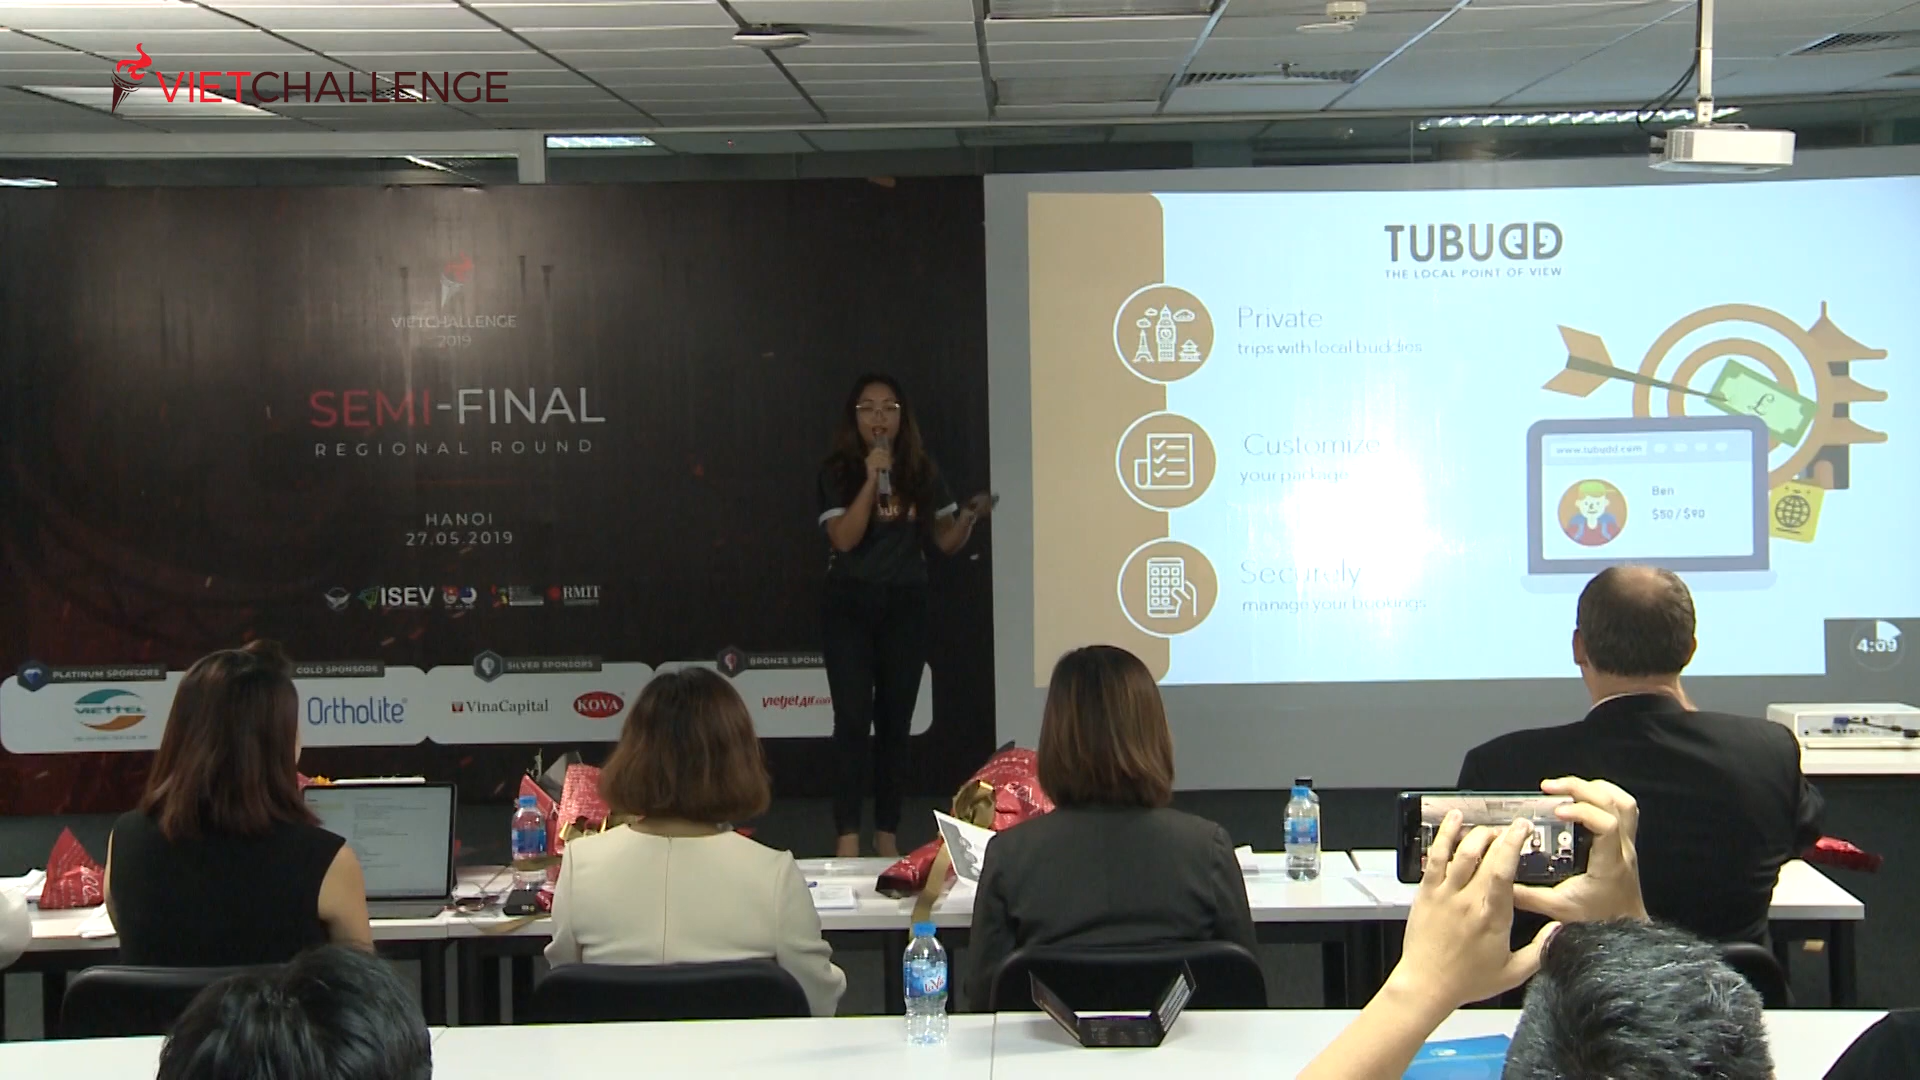 VIETCHALLENGE
VIETCHALLENGE
2019
SEMI-FINAL
REGIONAL ROUND
HANOI
27.05.2019
ISEV
RMIT
PLATINUM SPONSORS
GOLD SPONSORS
SILVER SPONSORS
BRONZE SPONS
VIETTEL
Ortholite
VinaCapital
KOVA
VietjetAir.com
TUBUDD
THE LOCAL POINT OF VIEW
Private
trips with local buddies
Customize
your package
Securely
manage your bookings
www.tubudd.com
Ben
$50/$90
£
4:09